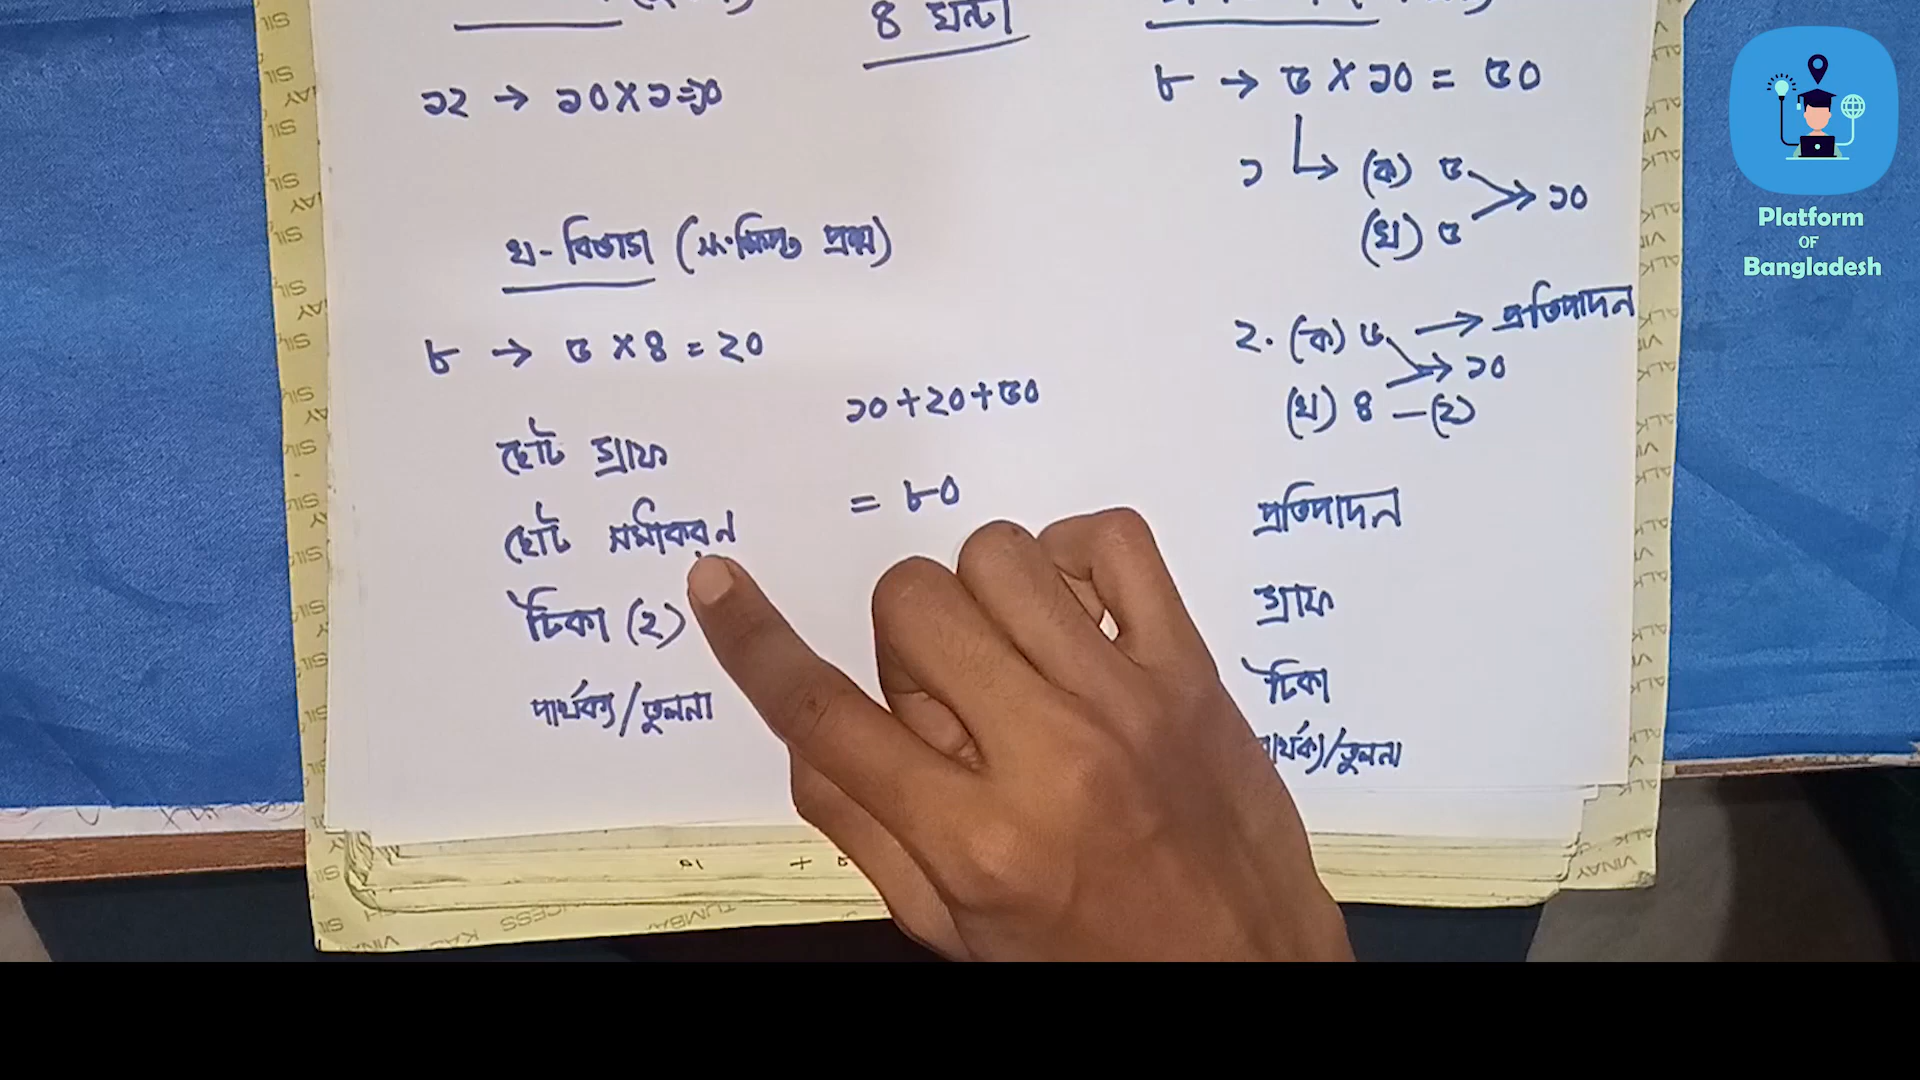 ৪ ঘন্টা
১২ → ১০ X ১ = ১০
খ-বিভাগ (সংক্ষিপ্ত প্রশ্ন)
৮ → ৫ X ৪ = ২০
ছোট গ্রাফ
ছোট সমীকরণ
টিকা (২)
পার্থক্য/তুলনা
১০+২০+৫০
= ৮০
৮ → ৫ X ১০ = ৫০
১ (ক) ৫ → ১০
(খ) ৫
২. (ক) ৬ → প্রতিপাদন
→ ১০
(খ) ৪ – (২)
প্রতিপাদন
গ্রাফ
টিকা
পার্থক্য/তুলনা
Platform
OF
Bangladesh